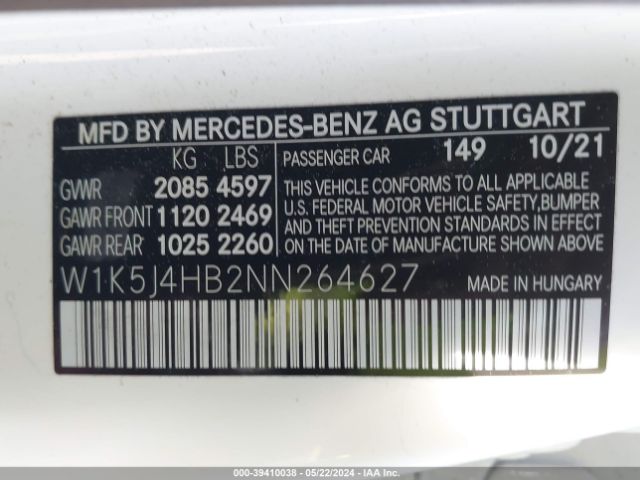 MFD BY MERCEDES-BENZ AG STUTTGART
KG LBS PASSENGER CAR 149 10/21
GVWR 2085 4597
GAWR FRONT 1120 2469
GAWR REAR 1025 2260
THIS VEHICLE CONFORMS TO ALL APPLICABLE
U.S. FEDERAL MOTOR VEHICLE SAFETY, BUMPER
AND THEFT PREVENTION STANDARDS IN EFFECT
ON THE DATE OF MANUFACTURE SHOWN ABOVE.
W1K5J4HB2NN264627 MADE IN HUNGARY
000-39410038 - 05/22/2024 - IAA Inc.